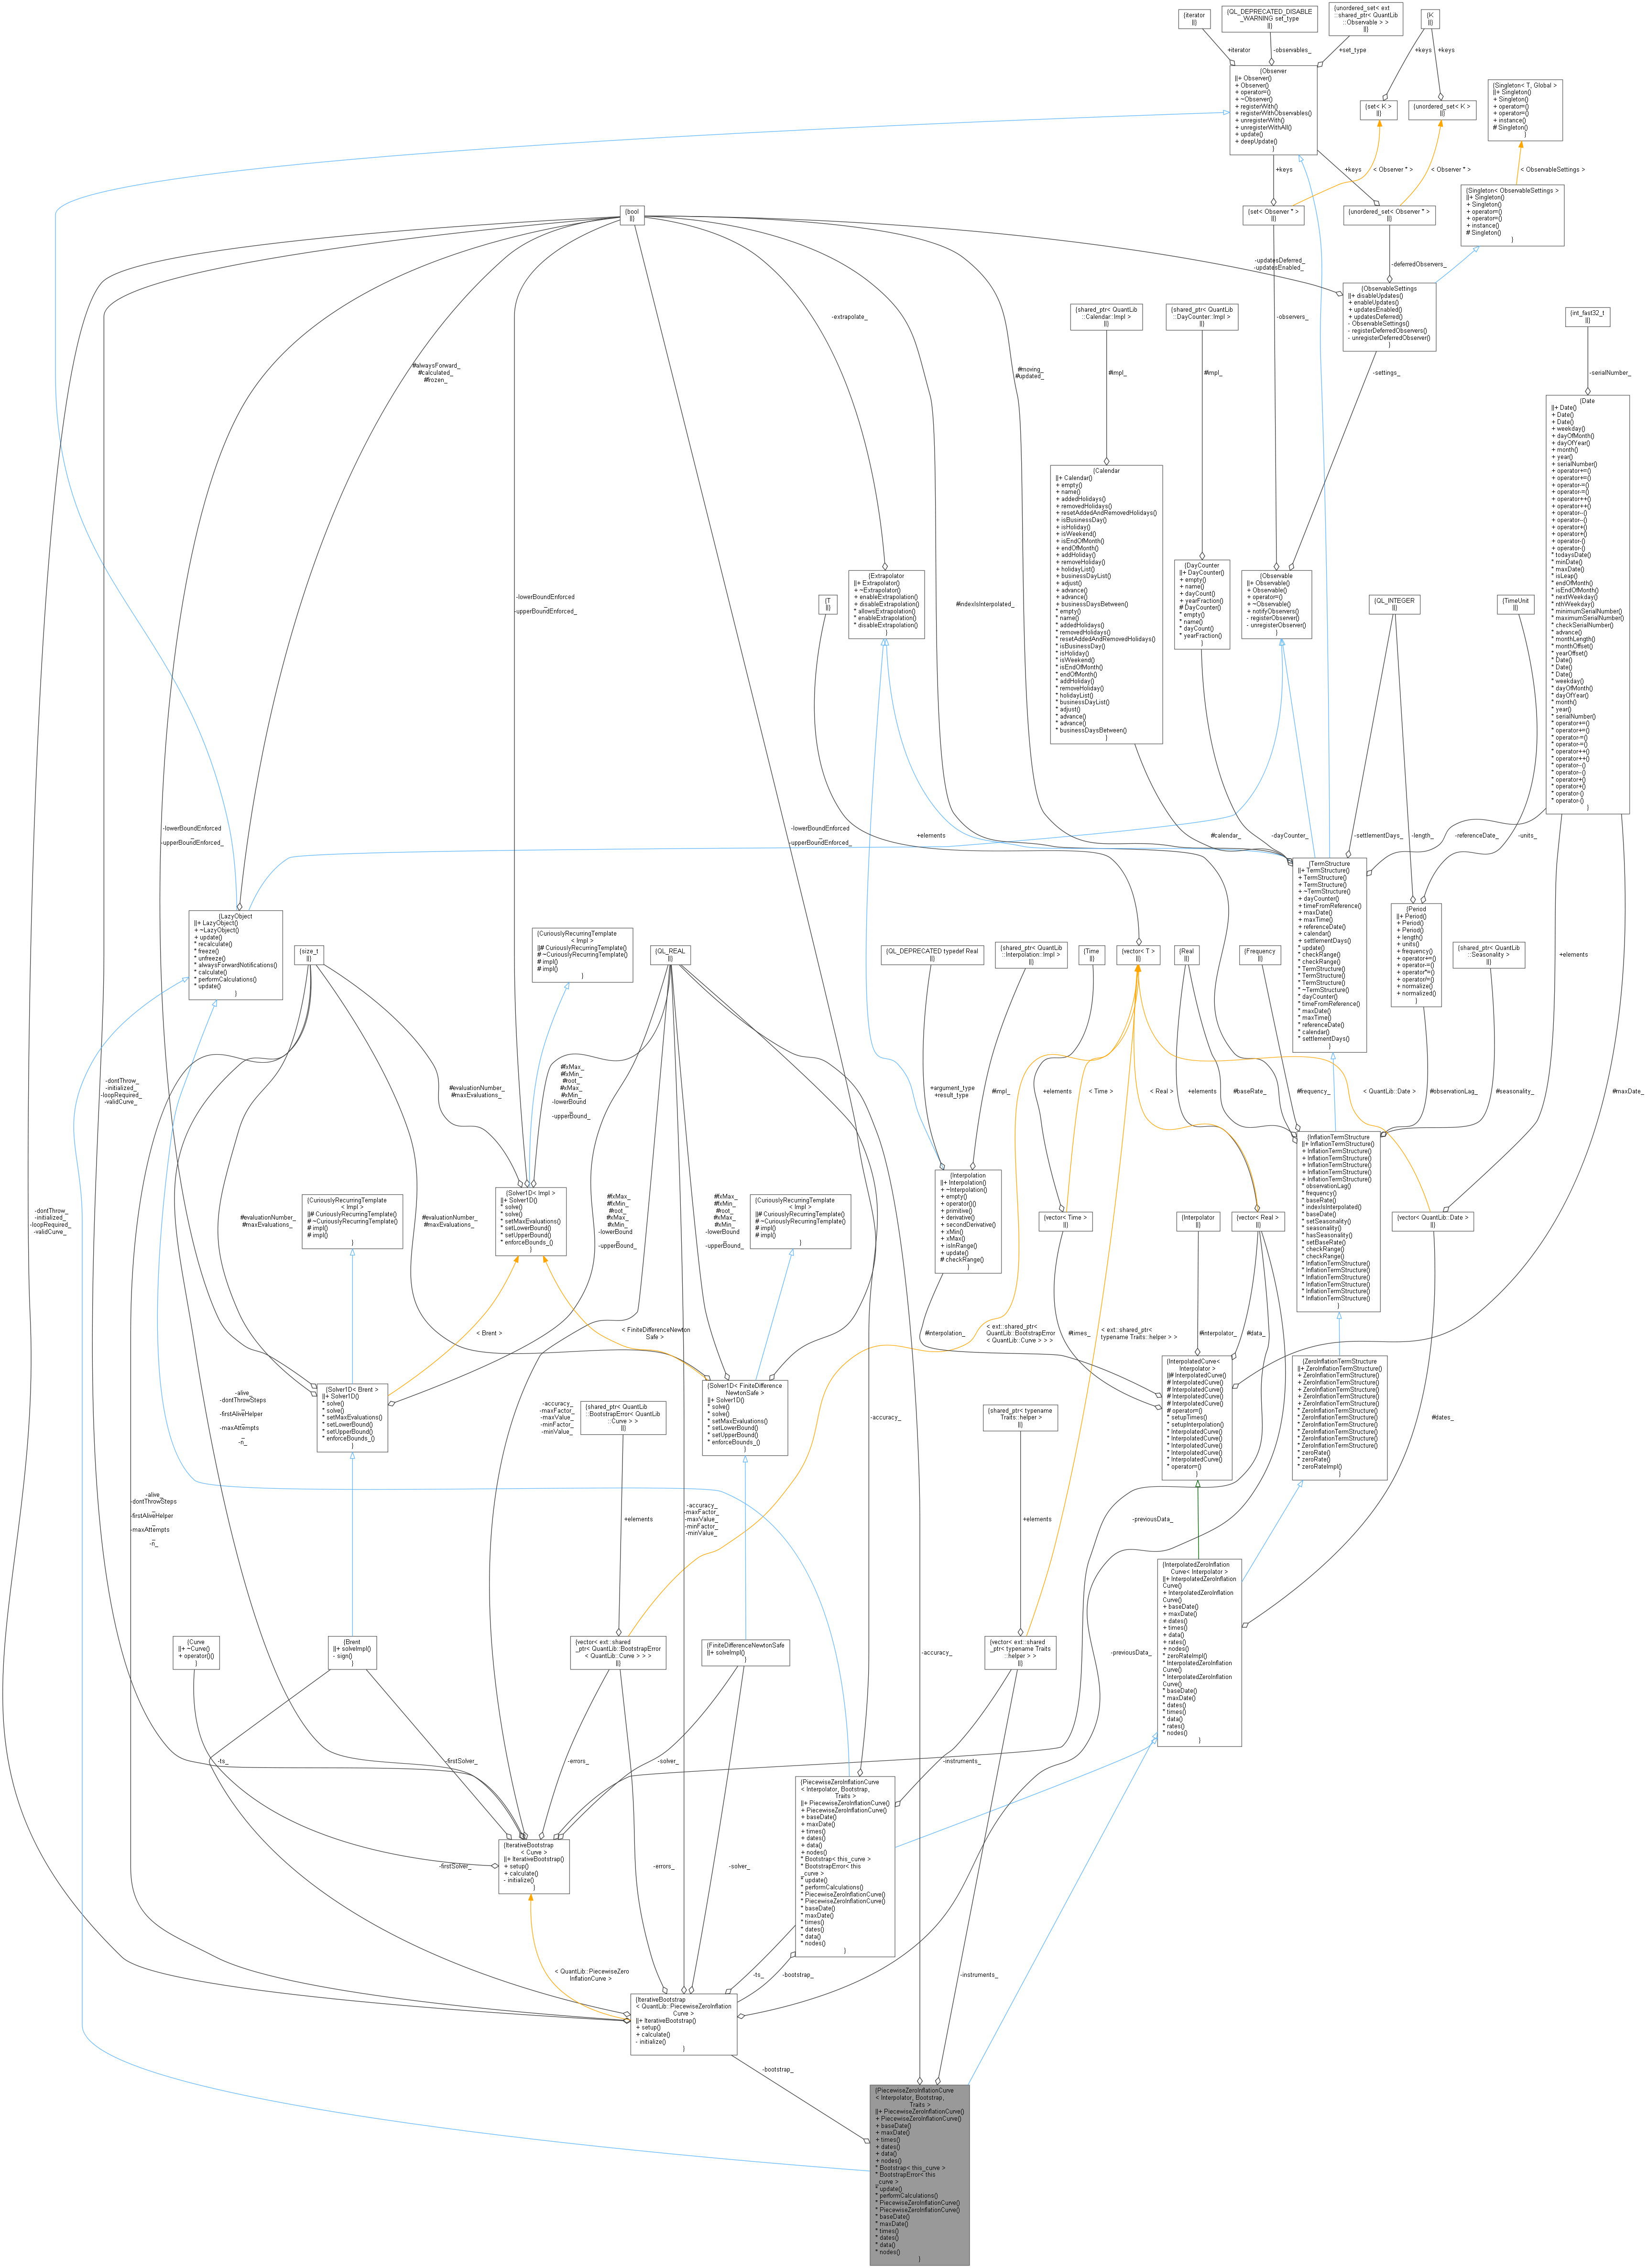 {iterator
||}
{QL_DEPRECATED_DISABLE
_WARNING set_type
||}
{unordered_set< ext
::shared_ptr< QuantLib
::Observable > >
||}
{K
||}
+iterator
-observables_
+set_type
+keys
+keys
{Observer
||+ Observer()
+ Observer()
+ operator=()
+ ~Observer()
+ registerWith()
+ registerWithObservables()
+ unregisterWith()
+ unregisterWithAll()
+ update()
+ deepUpdate()
}
{set< K >
||}
{unordered_set< K >
||}
{Singleton< T, Global >
||+ Singleton()
+ Singleton()
+ operator=()
+ operator=()
+ instance()
# Singleton()
}
+keys
< Observer * >
+keys
< Observer * >
< ObservableSettings >
{bool
||}
{set< Observer * >
||}
{unordered_set< Observer * >
||}
{Singleton< ObservableSettings >
||+ Singleton()
+ Singleton()
+ operator=()
+ operator=()
+ instance()
# Singleton()
}
-updatesDeferred_
-updatesEnabled_
-deferredObservers_
-extrapolate_
{shared_ptr< QuantLib
::Calendar::Impl >
||}
{shared_ptr< QuantLib
::DayCounter::Impl >
||}
-observers_
{ObservableSettings
||+ disableUpdates()
+ enableUpdates()
+ updatesEnabled()
+ updatesDeferred()
- ObservableSettings()
- registerDeferredObservers()
- unregisterDeferredObserver()
}
{int_fast32_t
||}
#alwaysForward_
#calculated_
#frozen_
#moving_
#updated_
#impl_
#impl_
-settings_
-serialNumber_
{Date
||+ Date()
+ Date()
+ Date()
+ weekday()
+ dayOfMonth()
+ dayOfYear()
+ month()
+ year()
+ serialNumber()
+ operator+=()
+ operator+=()
+ operator-=()
+ operator-=()
+ operator++()
+ operator++()
+ operator--()
+ operator--()
+ operator+()
+ operator+()
+ operator-()
+ operator-()
* todaysDate()
* minDate()
* maxDate()
* isLeap()
* endOfMonth()
* isEndOfMonth()
* nextWeekday()
* nthWeekday()
* minimumSerialNumber()
* maximumSerialNumber()
* checkSerialNumber()
* advance()
* monthLength()
* monthOffset()
* yearOffset()
* Date()
* Date()
* Date()
* weekday()
* dayOfMonth()
* dayOfYear()
* month()
* year()
* serialNumber()
* operator+=()
* operator+=()
* operator-=()
* operator-=()
* operator++()
* operator++()
* operator--()
* operator--()
* operator+()
* operator+()
* operator-()
* operator-()
}
{Calendar
||+ Calendar()
+ empty()
+ name()
+ addedHolidays()
+ removedHolidays()
+ resetAddedAndRemovedHolidays()
+ isBusinessDay()
+ isHoliday()
+ isWeekend()
+ isEndOfMonth()
+ endOfMonth()
+ addHoliday()
+ removeHoliday()
+ holidayList()
+ businessDayList()
+ adjust()
+ advance()
+ advance()
+ businessDaysBetween()
* empty()
* name()
* addedHolidays()
* removedHolidays()
* resetAddedAndRemovedHolidays()
* isBusinessDay()
* isHoliday()
* isWeekend()
* isEndOfMonth()
* endOfMonth()
* addHoliday()
* removeHoliday()
* holidayList()
* businessDayList()
* adjust()
* advance()
* advance()
* businessDaysBetween()
}
-lowerBoundEnforced
_
-upperBoundEnforced_
{T
||}
{Extrapolator
||+ Extrapolator()
+ ~Extrapolator()
+ enableExtrapolation()
+ disableExtrapolation()
* allowsExtrapolation()
* enableExtrapolation()
* disableExtrapolation()
}
#indexIsInterpolated_
{DayCounter
||+ DayCounter()
+ empty()
+ name()
+ dayCount()
+ yearFraction()
# DayCounter()
* empty()
* name()
* dayCount()
* yearFraction()
}
{Observable
||+ Observable()
+ Observable()
+ operator=()
+ ~Observable()
+ notifyObservers()
- registerObserver()
- unregisterObserver()
}
{QL_INTEGER
||}
{TimeUnit
||}
-lowerBoundEnforced
_
-upperBoundEnforced_
-lowerBoundEnforced
_
-upperBoundEnforced_
+elements
#calendar_
-dayCounter_
-settlementDays_
-length_
-referenceDate_
-units_
{TermStructure
||+ TermStructure()
+ TermStructure()
+ TermStructure()
+ ~TermStructure()
+ dayCounter()
+ timeFromReference()
+ maxDate()
+ maxTime()
+ referenceDate()
+ calendar()
+ settlementDays()
* update()
* checkRange()
* checkRange()
* TermStructure()
* TermStructure()
* TermStructure()
* ~TermStructure()
* dayCounter()
* timeFromReference()
* maxDate()
* maxTime()
* referenceDate()
* calendar()
* settlementDays()
}
{LazyObject
||+ LazyObject()
+ ~LazyObject()
+ update()
* recalculate()
* freeze()
* unfreeze()
* alwaysForwardNotifications()
* calculate()
* performCalculations()
* update()
}
{Period
||+ Period()
+ Period()
+ Period()
+ length()
+ units()
+ frequency()
+ operator+=()
+ operator-=()
+ operator*=()
+ operator/=()
+ normalize()
+ normalized()
}
{size_t
||}
{CuriouslyRecurringTemplate
< Impl >
||# CuriouslyRecurringTemplate()
# ~CuriouslyRecurringTemplate()
# impl()
# impl()
}
{QL_REAL
||}
{QL_DEPRECATED typedef Real
||}
{shared_ptr< QuantLib
::Interpolation::Impl >
||}
{Time
||}
{vector< T >
||}
{Real
||}
{Frequency
||}
{shared_ptr< QuantLib
::Seasonality >
||}
+elements
-dontThrow_
-initialized_
-loopRequired_
-validCurve_
#evaluationNumber_
#maxEvaluations_
#fxMax_
#fxMin_
#root_
#xMax_
#xMin_
-lowerBound
_
-upperBound_
+argument_type
+result_type
#impl_
+elements
< Time >
< Real >
+elements
#baseRate_
#frequency_
< QuantLib::Date >
#observationLag_
#seasonality_
#maxDate_
{InflationTermStructure
||+ InflationTermStructure()
+ InflationTermStructure()
+ InflationTermStructure()
+ InflationTermStructure()
+ InflationTermStructure()
+ InflationTermStructure()
* observationLag()
* frequency()
* baseRate()
* indexIsInterpolated()
* baseDate()
* setSeasonality()
* seasonality()
* hasSeasonality()
* setBaseRate()
* checkRange()
* checkRange()
* InflationTermStructure()
* InflationTermStructure()
* InflationTermStructure()
* InflationTermStructure()
* InflationTermStructure()
* InflationTermStructure()
}
{Interpolation
||+ Interpolation()
+ ~Interpolation()
+ empty()
+ operator()()
+ primitive()
+ derivative()
+ secondDerivative()
+ xMin()
+ xMax()
+ isInRange()
+ update()
# checkRange()
}
{Solver1D< Impl >
||+ Solver1D()
* solve()
* solve()
* setMaxEvaluations()
* setLowerBound()
* setUpperBound()
* enforceBounds_()
}
{CuriouslyRecurringTemplate
< Impl >
||# CuriouslyRecurringTemplate()
# ~CuriouslyRecurringTemplate()
# impl()
# impl()
}
{CuriouslyRecurringTemplate
< Impl >
||# CuriouslyRecurringTemplate()
# ~CuriouslyRecurringTemplate()
# impl()
# impl()
}
-dontThrow_
-initialized_
-loopRequired_
-validCurve_
#evaluationNumber_
#maxEvaluations_
#evaluationNumber_
#maxEvaluations_
#fxMax_
#fxMin_
#root_
#xMax_
#xMin_
-lowerBound
_
-upperBound_
#fxMax_
#fxMin_
#root_
#xMax_
#xMin_
-lowerBound
_
-upperBound_
{vector< Time >
||}
{Interpolator
||}
{vector< Real >
||}
{vector< QuantLib::Date >
||}
< Brent >
< FiniteDifferenceNewton
Safe >
#interpolation_
< ext::shared_ptr<
QuantLib::BootstrapError
< QuantLib::Curve > > >
#times_
< ext::shared_ptr<
typename Traits::helper > >
#interpolator_
#data_
{InterpolatedCurve<
Interpolator >
||# InterpolatedCurve()
# InterpolatedCurve()
# InterpolatedCurve()
# InterpolatedCurve()
# InterpolatedCurve()
# InterpolatedCurve()
# operator=()
* setupTimes()
* setupInterpolation()
* InterpolatedCurve()
* InterpolatedCurve()
* InterpolatedCurve()
* InterpolatedCurve()
* InterpolatedCurve()
* InterpolatedCurve()
* operator=()
}
{ZeroInflationTermStructure
||+ ZeroInflationTermStructure()
+ ZeroInflationTermStructure()
+ ZeroInflationTermStructure()
+ ZeroInflationTermStructure()
+ ZeroInflationTermStructure()
+ ZeroInflationTermStructure()
* ZeroInflationTermStructure()
* ZeroInflationTermStructure()
* ZeroInflationTermStructure()
* ZeroInflationTermStructure()
* ZeroInflationTermStructure()
* ZeroInflationTermStructure()
* zeroRate()
* zeroRate()
* zeroRateImpl()
}
{Solver1D< Brent >
||+ Solver1D()
* solve()
* solve()
* setMaxEvaluations()
* setLowerBound()
* setUpperBound()
* enforceBounds_()
}
{Solver1D< FiniteDifference
NewtonSafe >
||+ Solver1D()
* solve()
* solve()
* setMaxEvaluations()
* setLowerBound()
* setUpperBound()
* enforceBounds_()
}
-alive_
-dontThrowSteps
_
-firstAliveHelper
_
-maxAttempts
_
-n_
-accuracy_
-maxFactor_
-maxValue_
-minFactor_
-minValue_
{shared_ptr< QuantLib
::BootstrapError< QuantLib
::Curve > >
||}
{shared_ptr< typename
Traits::helper >
||}
-accuracy_
#dates_
-alive_
-dontThrowSteps
_
-firstAliveHelper
_
-maxAttempts
_
-n_
+elements
-accuracy_
-maxFactor_
-maxValue_
-minFactor_
-minValue_
+elements
-previousData_
{InterpolatedZeroInflation
Curve< Interpolator >
||+ InterpolatedZeroInflation
Curve()
+ InterpolatedZeroInflation
Curve()
+ baseDate()
+ maxDate()
+ dates()
+ times()
+ data()
+ rates()
+ nodes()
* zeroRateImpl()
* InterpolatedZeroInflation
Curve()
* InterpolatedZeroInflation
Curve()
* baseDate()
* maxDate()
* dates()
* times()
* data()
* rates()
* nodes()
}
{Curve
||+ ~Curve()
+ operator()()
}
{Brent
||+ solveImpl()
- sign()
}
{vector< ext::shared
_ptr< QuantLib::BootstrapError
< QuantLib::Curve > > >
||}
{FiniteDifferenceNewtonSafe
||+ solveImpl()
}
{vector< ext::shared
_ptr< typename Traits
::helper > >
||}
-accuracy_
-previousData_
-ts_
-firstSolver_
-errors_
-solver_
-instruments_
{PiecewiseZeroInflationCurve
< Interpolator, Bootstrap,
Traits >
||+ PiecewiseZeroInflationCurve()
+ PiecewiseZeroInflationCurve()
+ baseDate()
+ maxDate()
+ times()
+ dates()
+ data()
+ nodes()
* Bootstrap< this_curve >
* BootstrapError< this
_curve >
* update()
* performCalculations()
* PiecewiseZeroInflationCurve()
* PiecewiseZeroInflationCurve()
* baseDate()
* maxDate()
* times()
* dates()
* data()
* nodes()
}
{IterativeBootstrap
< Curve >
||+ IterativeBootstrap()
+ setup()
+ calculate()
- initialize()
}
-firstSolver_
-errors_
-solver_
< QuantLib::PiecewiseZero
InflationCurve >
-ts_
-bootstrap_
-instruments_
{IterativeBootstrap
< QuantLib::PiecewiseZeroInflation
Curve >
||+ IterativeBootstrap()
+ setup()
+ calculate()
- initialize()
}
-bootstrap_
{PiecewiseZeroInflationCurve
< Interpolator, Bootstrap,
Traits >
||+ PiecewiseZeroInflationCurve()
+ PiecewiseZeroInflationCurve()
+ baseDate()
+ maxDate()
+ times()
+ dates()
+ data()
+ nodes()
* Bootstrap< this_curve >
* BootstrapError< this
_curve >
* update()
* performCalculations()
* PiecewiseZeroInflationCurve()
* PiecewiseZeroInflationCurve()
* baseDate()
* maxDate()
* times()
* dates()
* data()
* nodes()
}